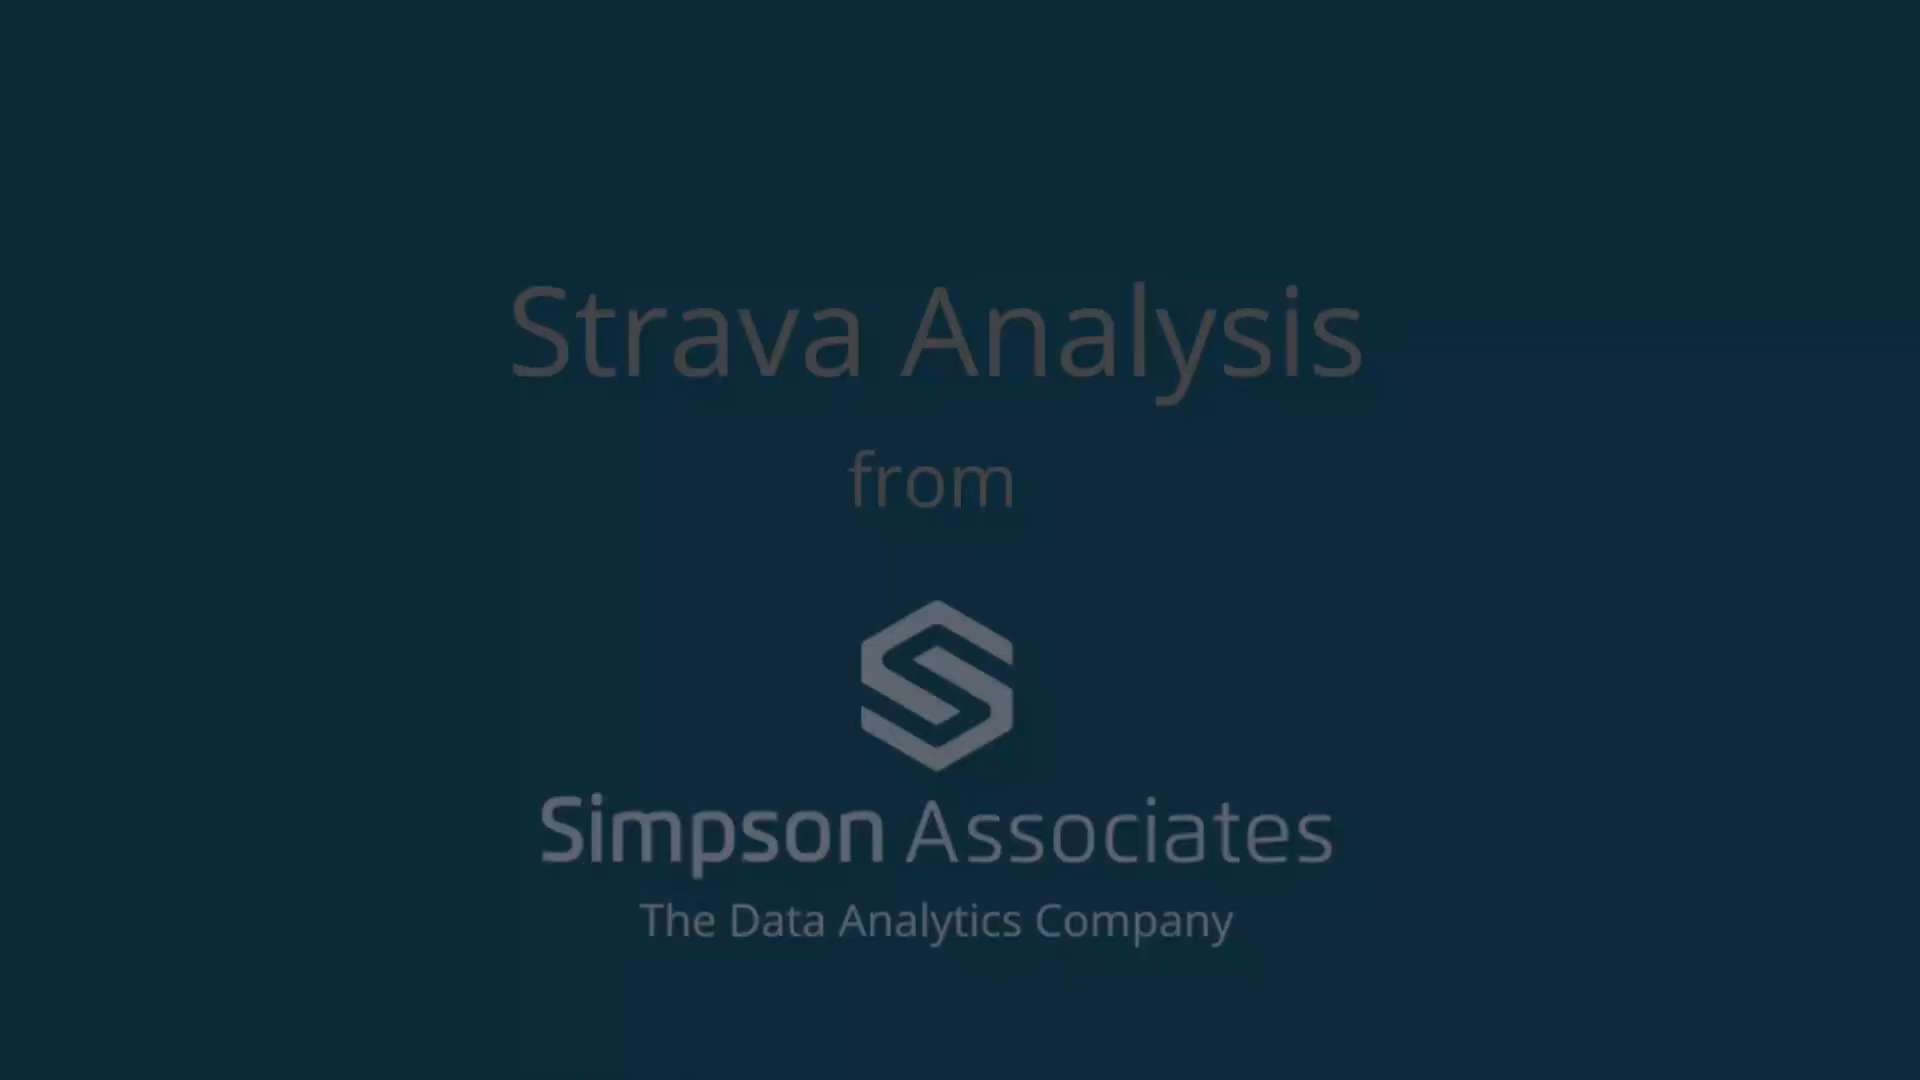 Strava Analysis
from
Simpson Associates
The Data Analytics Company